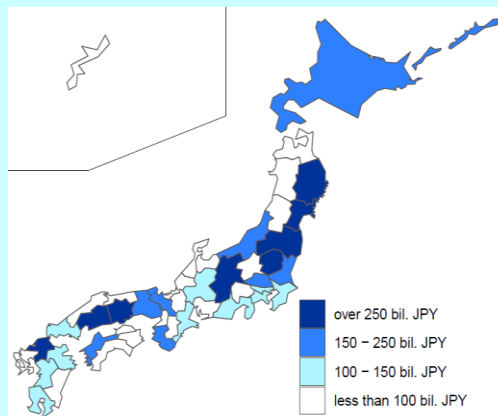 over 250 bil. JPY
150 − 250 bil. JPY
100 − 150 bil. JPY
less than 100 bil. JPY